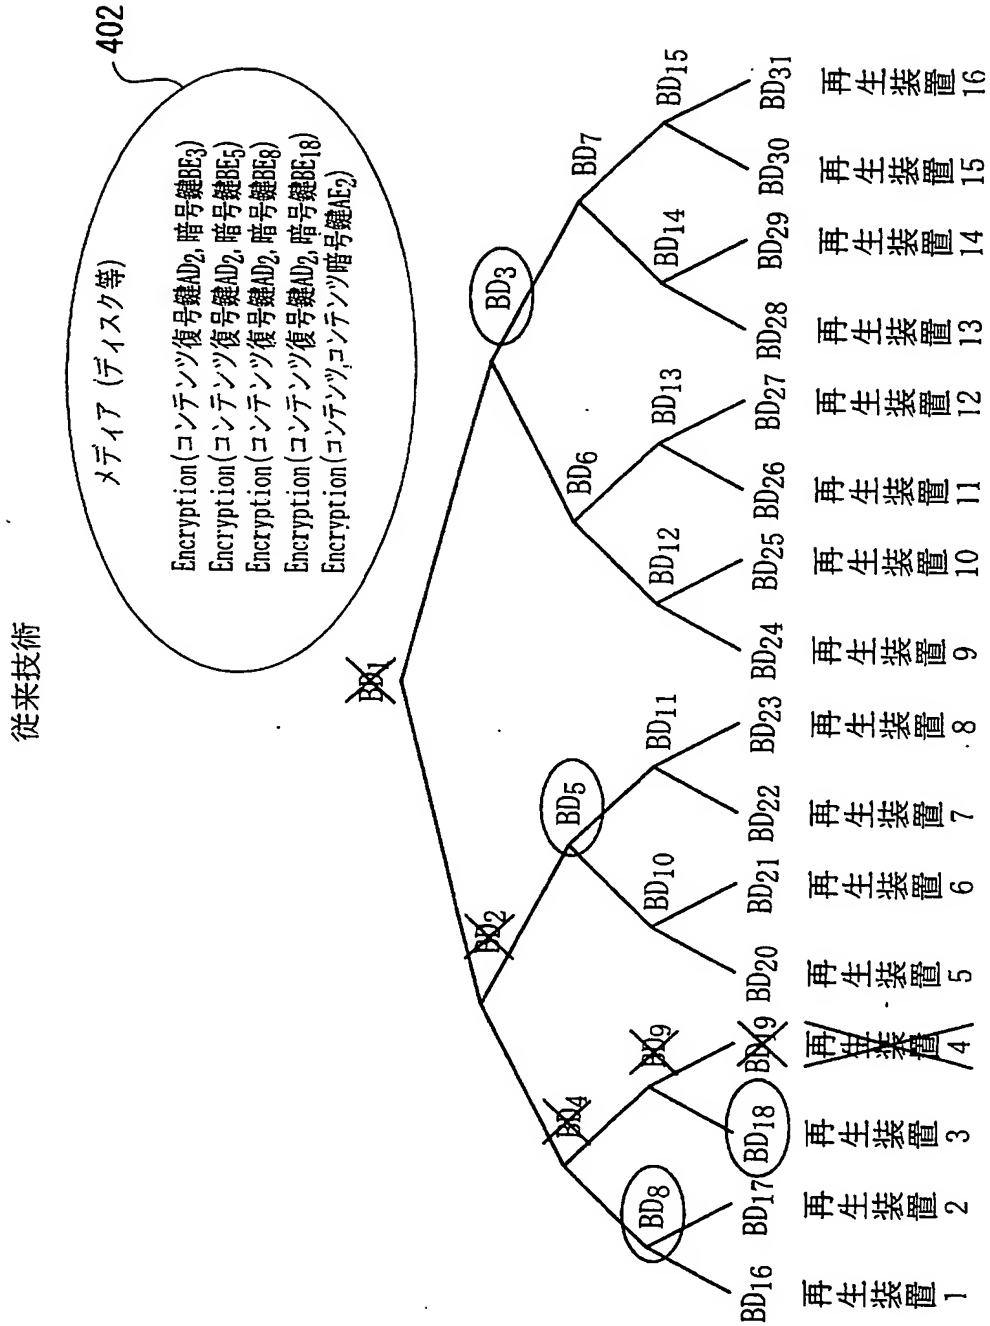 従来技術
402
メディア (ディスク等)
Encryption(コンテンツ復号鍵AD2,暗号鍵BE3)
Encryption(コンテンツ復号鍵AD2,暗号鍵BE5)
Encryption(コンテンツ復号鍵AD2,暗号鍵BE8)
Encryption(コンテンツ復号鍵AD2,暗号鍵BE18)
Encryption(コンテンツ,コンテンツ暗号鍵AE2)
BD1
BD2
BD3
BD4
BD5
BD6
BD7
BD8
BD9
BD10
BD11
BD12
BD13
BD14
BD15
BD16
BD17
BD18
BD19
BD20
BD21
BD22
BD23
BD24
BD25
BD26
BD27
BD28
BD29
BD30
BD31
再生装置1
再生装置2
再生装置3
再生装置4
再生装置5
再生装置6
再生装置7
再生装置8
再生装置9
再生装置10
再生装置11
再生装置12
再生装置13
再生装置14
再生装置15
再生装置16